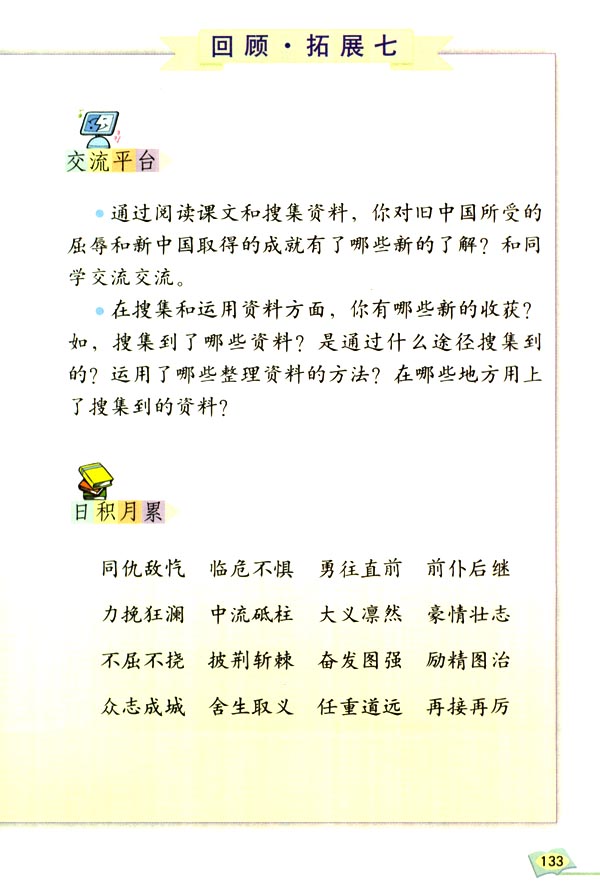 回顾·拓展七
交流平台
●通过阅读课文和搜集资料，你对旧中国所受的
屈辱和新中国取得的成就有了哪些新的了解？和同
学交流交流。
●在搜集和运用资料方面，你有哪些新的收获？
如，搜集到了哪些资料？是通过什么途径搜集到
的？运用了哪些整理资料的方法？在哪些地方用上
了搜集到的资料？
日积月累
同仇敌忾 临危不惧 勇往直前 前仆后继
力挽狂澜 中流砥柱 大义凛然 豪情壮志
不屈不挠 披荆斩棘 奋发图强 励精图治
众志成城 舍生取义 任重道远 再接再厉
133